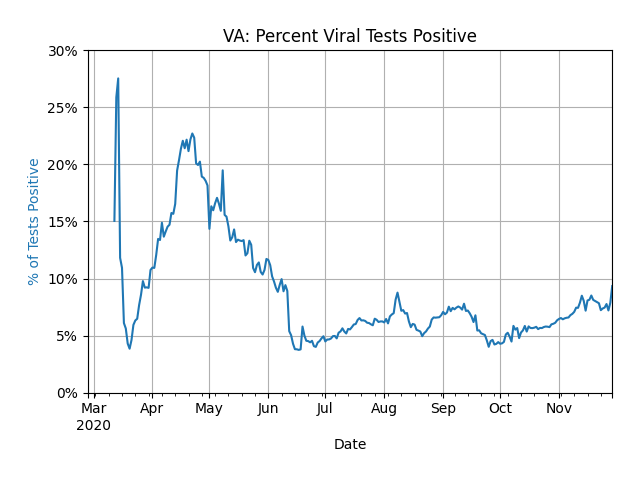 VA: Percent Viral Tests Positive
30%
25%
20%
15%
10%
5%
0%
% of Tests Positive
Mar Apr May Jun Jul Aug Sep Oct Nov
2020
Date